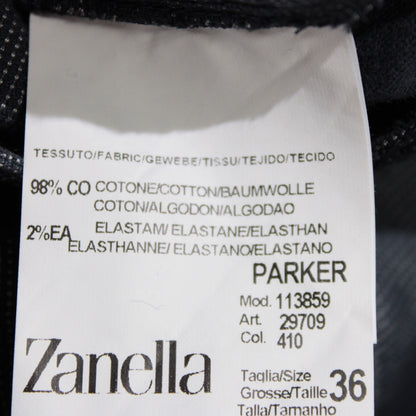 TESSUTO/FABRIC/GEWEBE/TISSU/TEJIDO/TECIDO
98% CO COTONE/COTTON/BAUMWOLLE
COTON/ALGODON/ALGODAO
2%EA ELASTAM/ ELASTANE/ELASTHAN
ELASTHANNE/ ELASTANO/ELASTANO
PARKER
Mod. 113859
Art. 29709
Col. 410
Zanella
Taglia/Size
Grosse/Taille 36
Talla/Tamanho